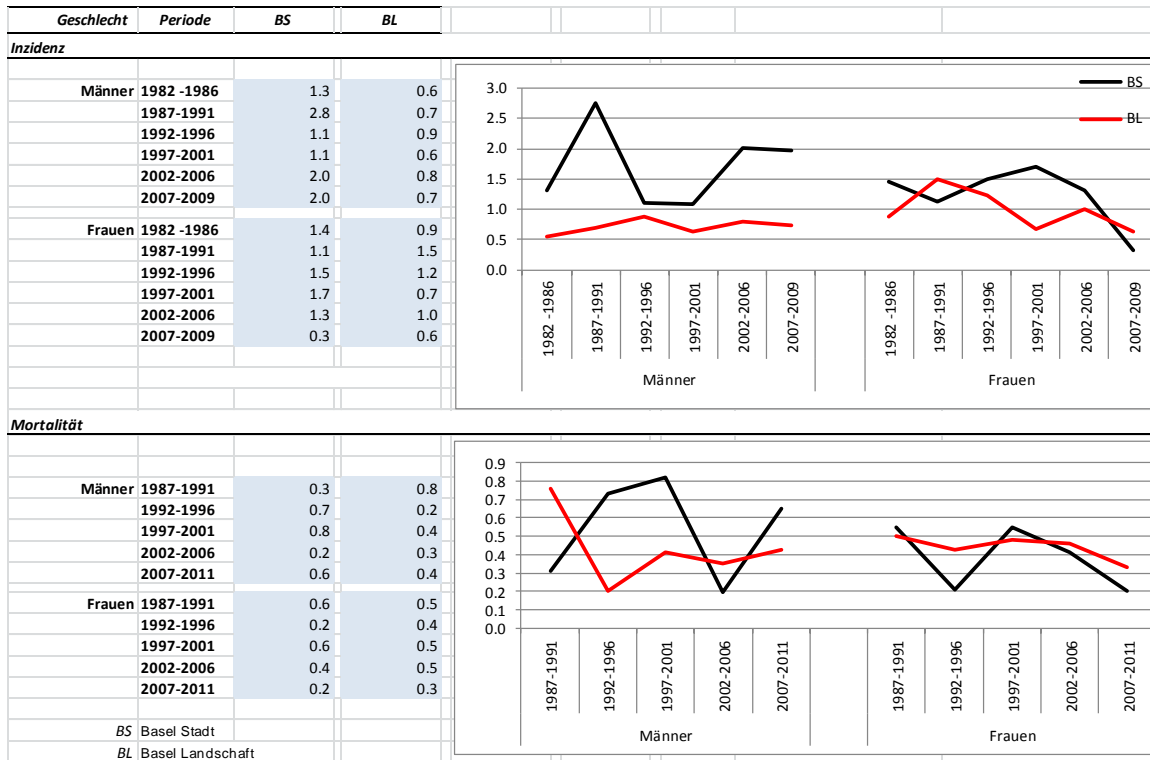 Geschlecht Periode BS BL
Inzidenz
Männer 1982 -1986 1.3 0.6
1987-1991 2.8 0.7
1992-1996 1.1 0.9
1997-2001 1.1 0.6
2002-2006 2.0 0.8
2007-2009 2.0 0.7
Frauen 1982 -1986 1.4 0.9
1987-1991 1.1 1.5
1992-1996 1.5 1.2
1997-2001 1.7 0.7
2002-2006 1.3 1.0
2007-2009 0.3 0.6
3.0
2.5
2.0
1.5
1.0
0.5
0.0
BS
BL
1982 -1986
1987-1991
1992-1996
1997-2001
2002-2006
2007-2009
1982 -1986
1987-1991
1992-1996
1997-2001
2002-2006
2007-2009
Männer Frauen
Mortalität
Männer 1987-1991 0.3 0.8
1992-1996 0.7 0.2
1997-2001 0.8 0.4
2002-2006 0.2 0.3
2007-2011 0.6 0.4
Frauen 1987-1991 0.6 0.5
1992-1996 0.2 0.4
1997-2001 0.6 0.5
2002-2006 0.4 0.5
2007-2011 0.2 0.3
0.9
0.8
0.7
0.6
0.5
0.4
0.3
0.2
0.1
0.0
1987-1991
1992-1996
1997-2001
2002-2006
2007-2011
1987-1991
1992-1996
1997-2001
2002-2006
2007-2011
Männer Frauen
BS Basel Stadt
BL Basel Landschaft